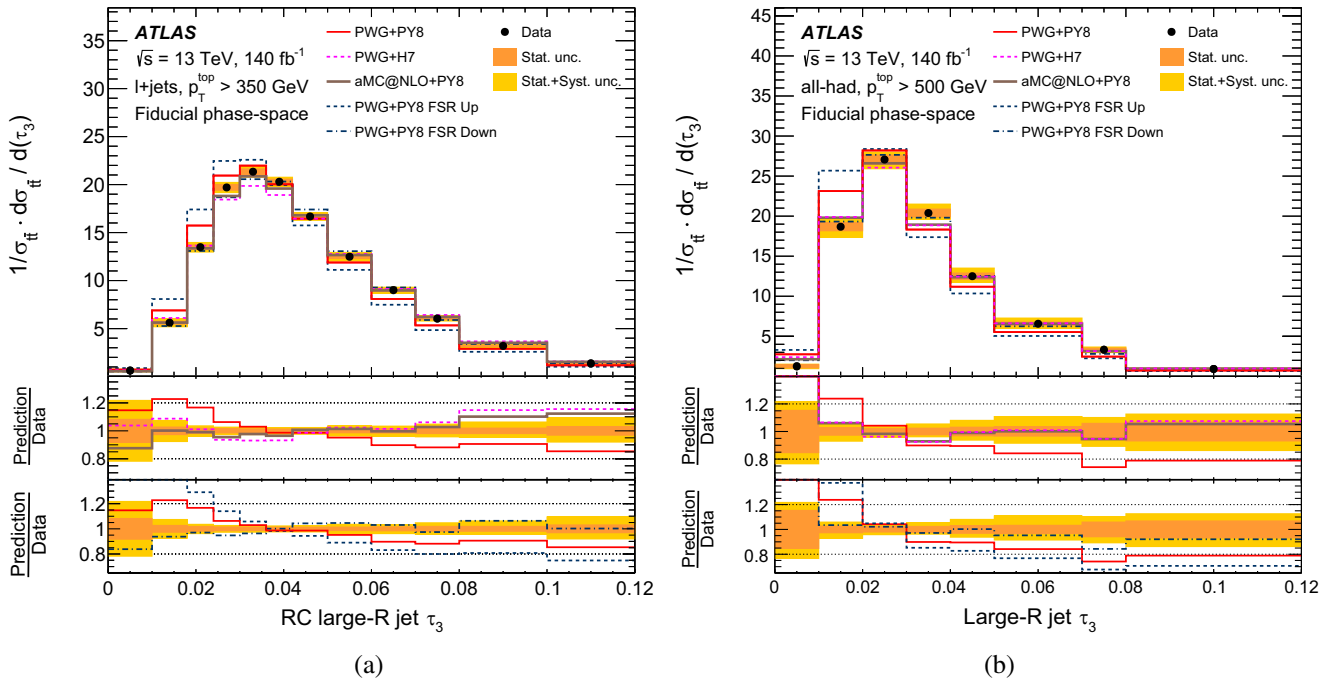 ATLAS
√s = 13 TeV, 140 fb⁻¹
l+jets, p_T^top > 350 GeV
Fiducial phase-space
PWG+PY8
PWG+H7
aMC@NLO+PY8
PWG+PY8 FSR Up
PWG+PY8 FSR Down
Data
Stat. unc.
Stat.+Syst. unc.
1/σ_tt̄ · dσ_tt̄ / d(τ₃)
35
30
25
20
15
10
5
Prediction
Data
1.2
1
0.8
Prediction
Data
1.2
1
0.8
0 0.02 0.04 0.06 0.08 0.1 0.12
RC large-R jet τ₃
(a)
ATLAS
√s = 13 TeV, 140 fb⁻¹
all-had, p_T^top > 500 GeV
Fiducial phase-space
PWG+PY8
PWG+H7
aMC@NLO+PY8
PWG+PY8 FSR Up
PWG+PY8 FSR Down
Data
Stat. unc.
Stat.+Syst. unc.
1/σ_tt̄ · dσ_tt̄ / d(τ₃)
45
40
35
30
25
20
15
10
5
Prediction
Data
1.2
1
0.8
Prediction
Data
1.2
1
0.8
0 0.02 0.04 0.06 0.08 0.1 0.12
Large-R jet τ₃
(b)